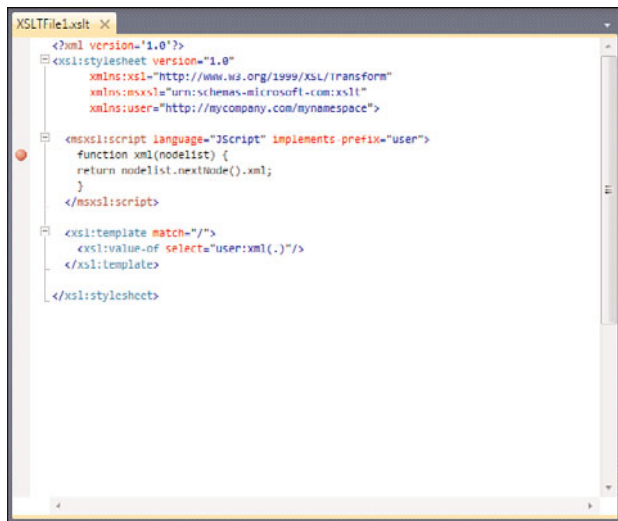 XSLTFile1.xslt
<?xml version='1.0'?>
<xsl:stylesheet version="1.0"
xmlns:xsl="http://www.w3.org/1999/XSL/Transform"
xmlns:msxsl="urn:schemas-microsoft-com:xslt"
xmlns:user="http://mycompany.com/mynamespace">
<msxsl:script language="JScript" implements-prefix="user">
function xml(nodelist) {
return nodelist.nextNode().xml;
}
</msxsl:script>
<xsl:template match="/">
<xsl:value-of select="user:xml(.)"/>
</xsl:template>
</xsl:stylesheet>